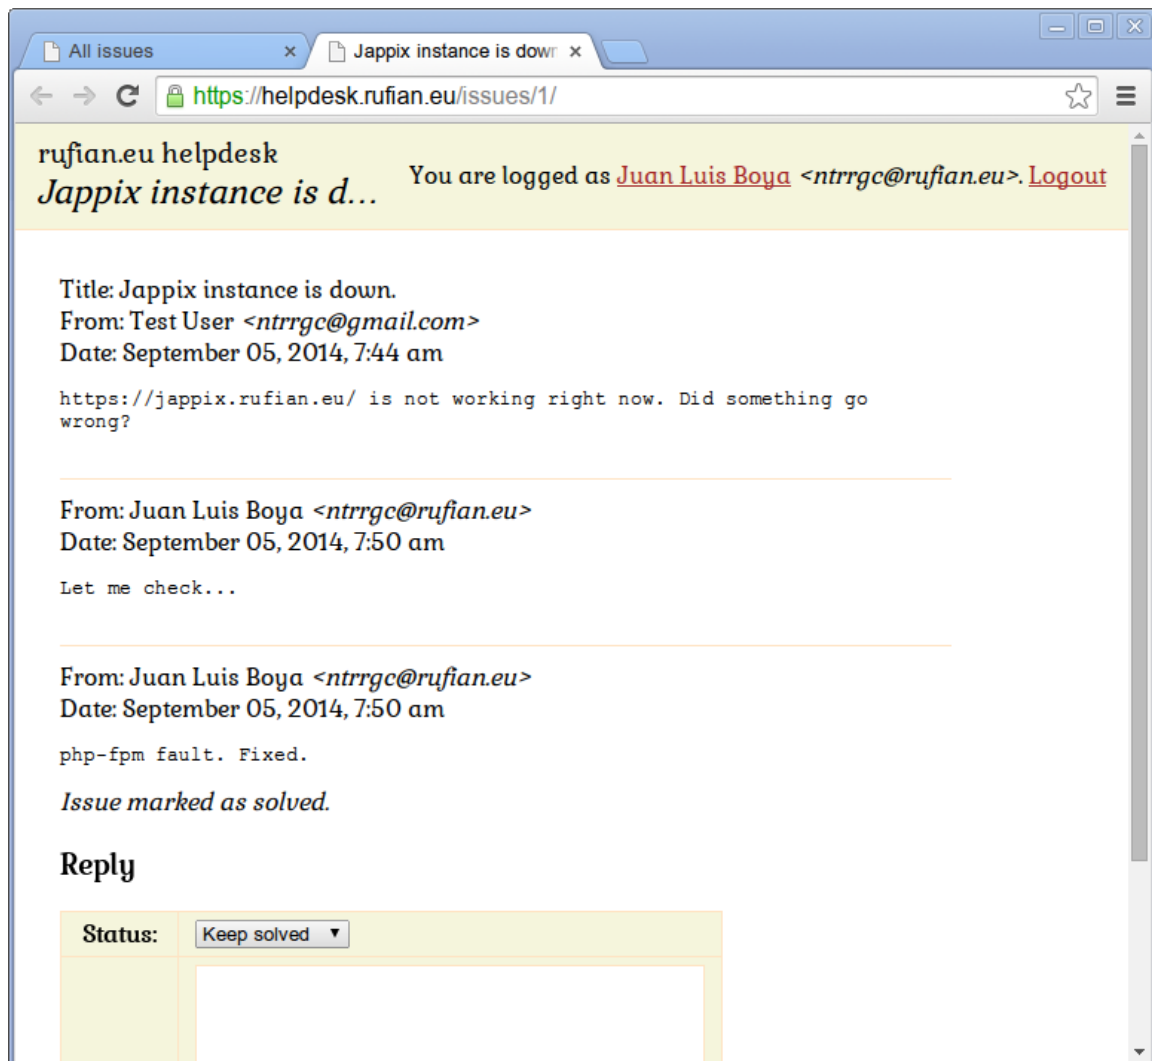 All issues
Jappix instance is dow
https://helpdesk.rufian.eu/issues/1/
rufian.eu helpdesk
Jappix instance is d...
You are logged as Juan Luis Boya <ntrrgc@rufian.eu>. Logout
Title: Jappix instance is down.
From: Test User <ntrrgc@gmail.com>
Date: September 05, 2014, 7:44 am
https://jappix.rufian.eu/ is not working right now. Did something go
wrong?
From: Juan Luis Boya <ntrrgc@rufian.eu>
Date: September 05, 2014, 7:50 am
Let me check...
From: Juan Luis Boya <ntrrgc@rufian.eu>
Date: September 05, 2014, 7:50 am
php-fpm fault. Fixed.
Issue marked as solved.
Reply
Status: Keep solved